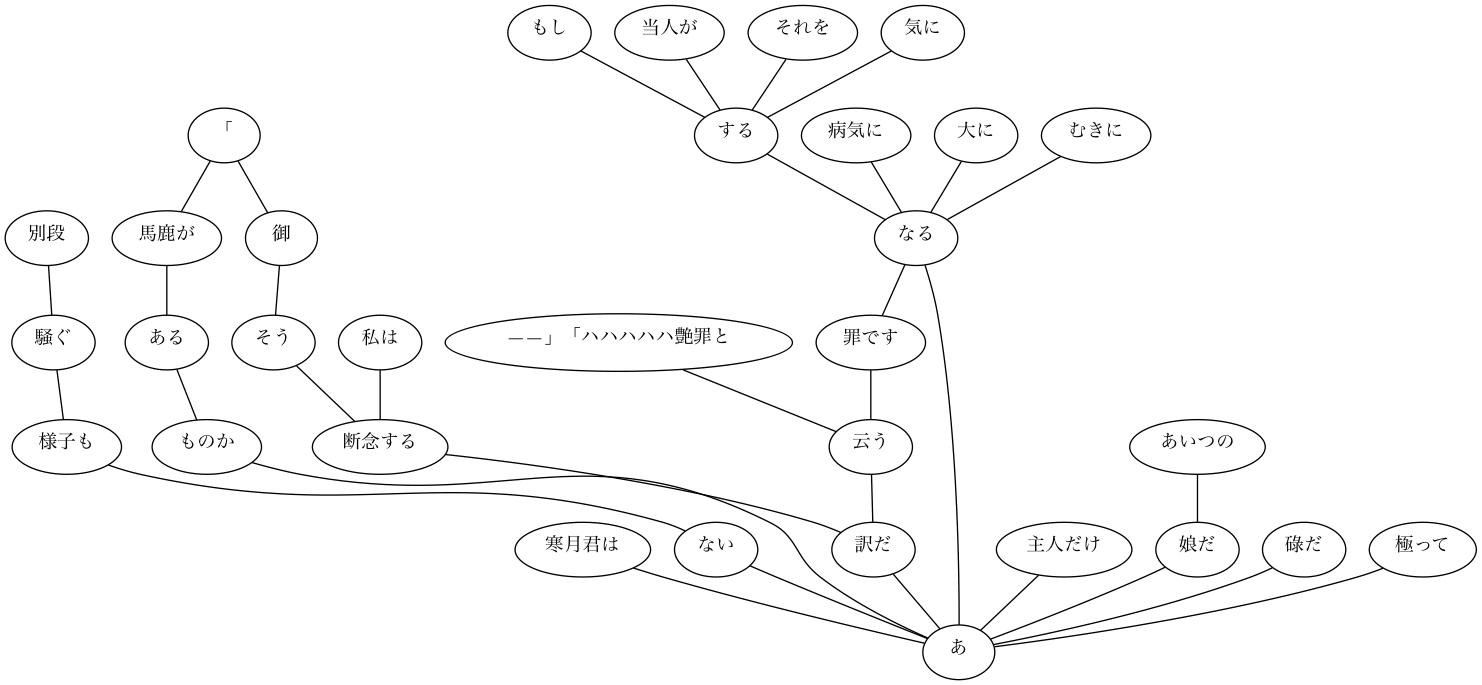 もし
当人が
それを
気に
「
する
病気に
大に
むきに
別段
馬鹿が
御
なる
騒ぐ
ある
そう
私は
——」「ハハハハハ艶罪と
罪です
様子も
ものか
断念する
云う
あいつの
寒月君は
ない
訳だ
主人だけ
娘だ
碌だ
極って
あ